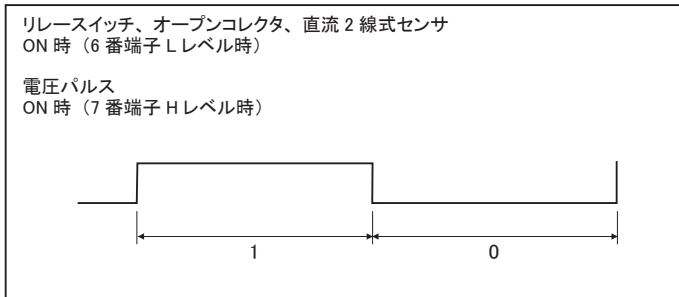 リレースイッチ、オープンコレクタ、直流 2 線式センサ
ON 時（6 番端子 L レベル時）
電圧パルス
ON 時（7 番端子 H レベル時）
1 0